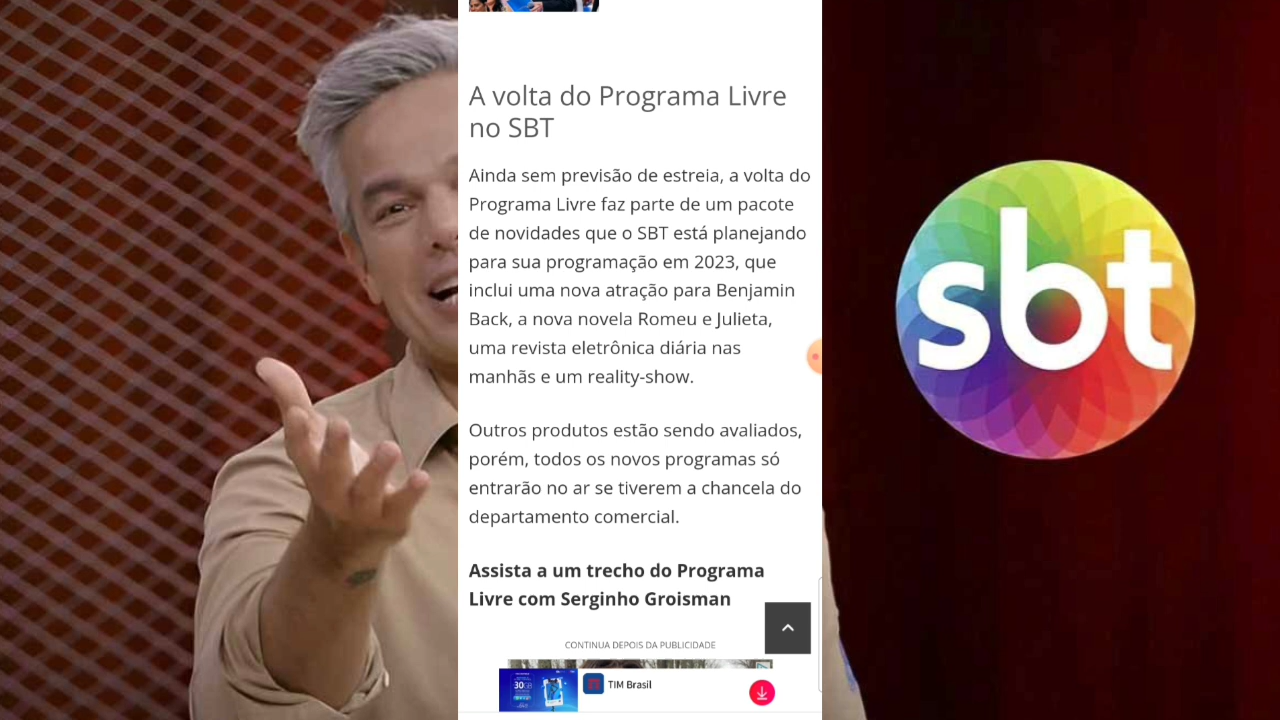 A volta do Programa Livre
no SBT
Ainda sem previsão de estreia, a volta do
Programa Livre faz parte de um pacote
de novidades que o SBT está planejando
para sua programação em 2023, que
inclui uma nova atração para Benjamin
Back, a nova novela Romeu e Julieta,
uma revista eletrônica diária nas
manhãs e um reality-show.
Outros produtos estão sendo avaliados,
porém, todos os novos programas só
entrarão no ar se tiverem a chancela do
departamento comercial.
Assista a um trecho do Programa
Livre com Serginho Groisman
CONTINUA DEPOIS DA PUBLICIDADE
30GB
TIM Brasil
sbt